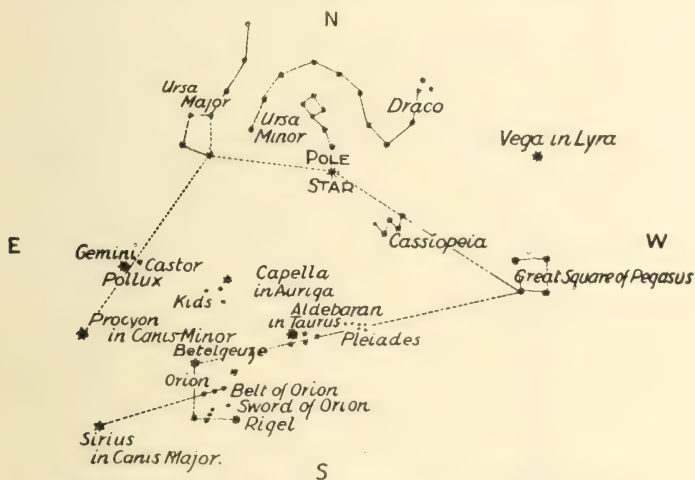 N
Ursa
Major
Ursa
Minor
Draco
POLE
STAR
Vega in Lyra
Cassiopeia
E
W
Gemini
Castor
Pollux
Great Square of Pegasus
Capella
in Auriga
Kids
Aldebaran
in Taurus
Pleiades
Procyon
in Canis Minor
Betelgeuze
Orion
Belt of Orion
Sword of Orion
Rigel
Sirius
in Canis Major.
S